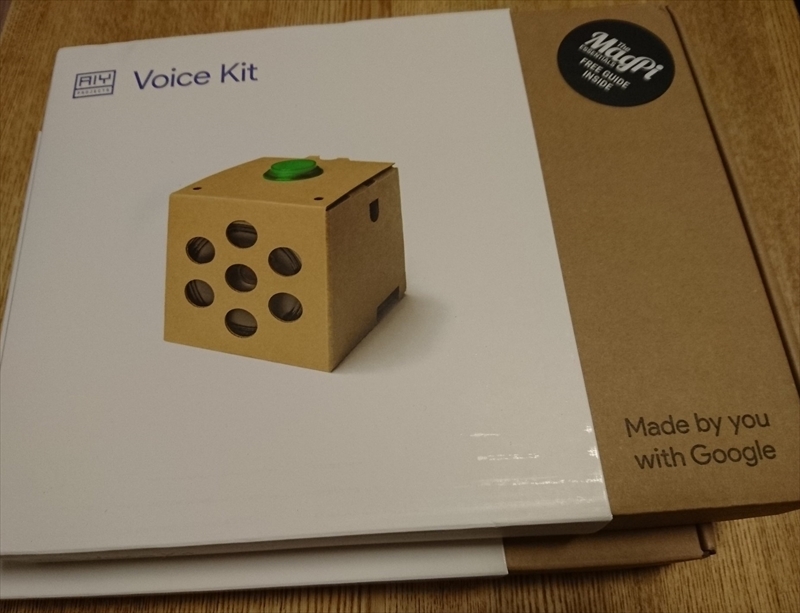 AIY
PROJECTS
Voice Kit
The
MagPi
ESSENTIALS
FREE GUIDE
INSIDE
Made by you
with Google